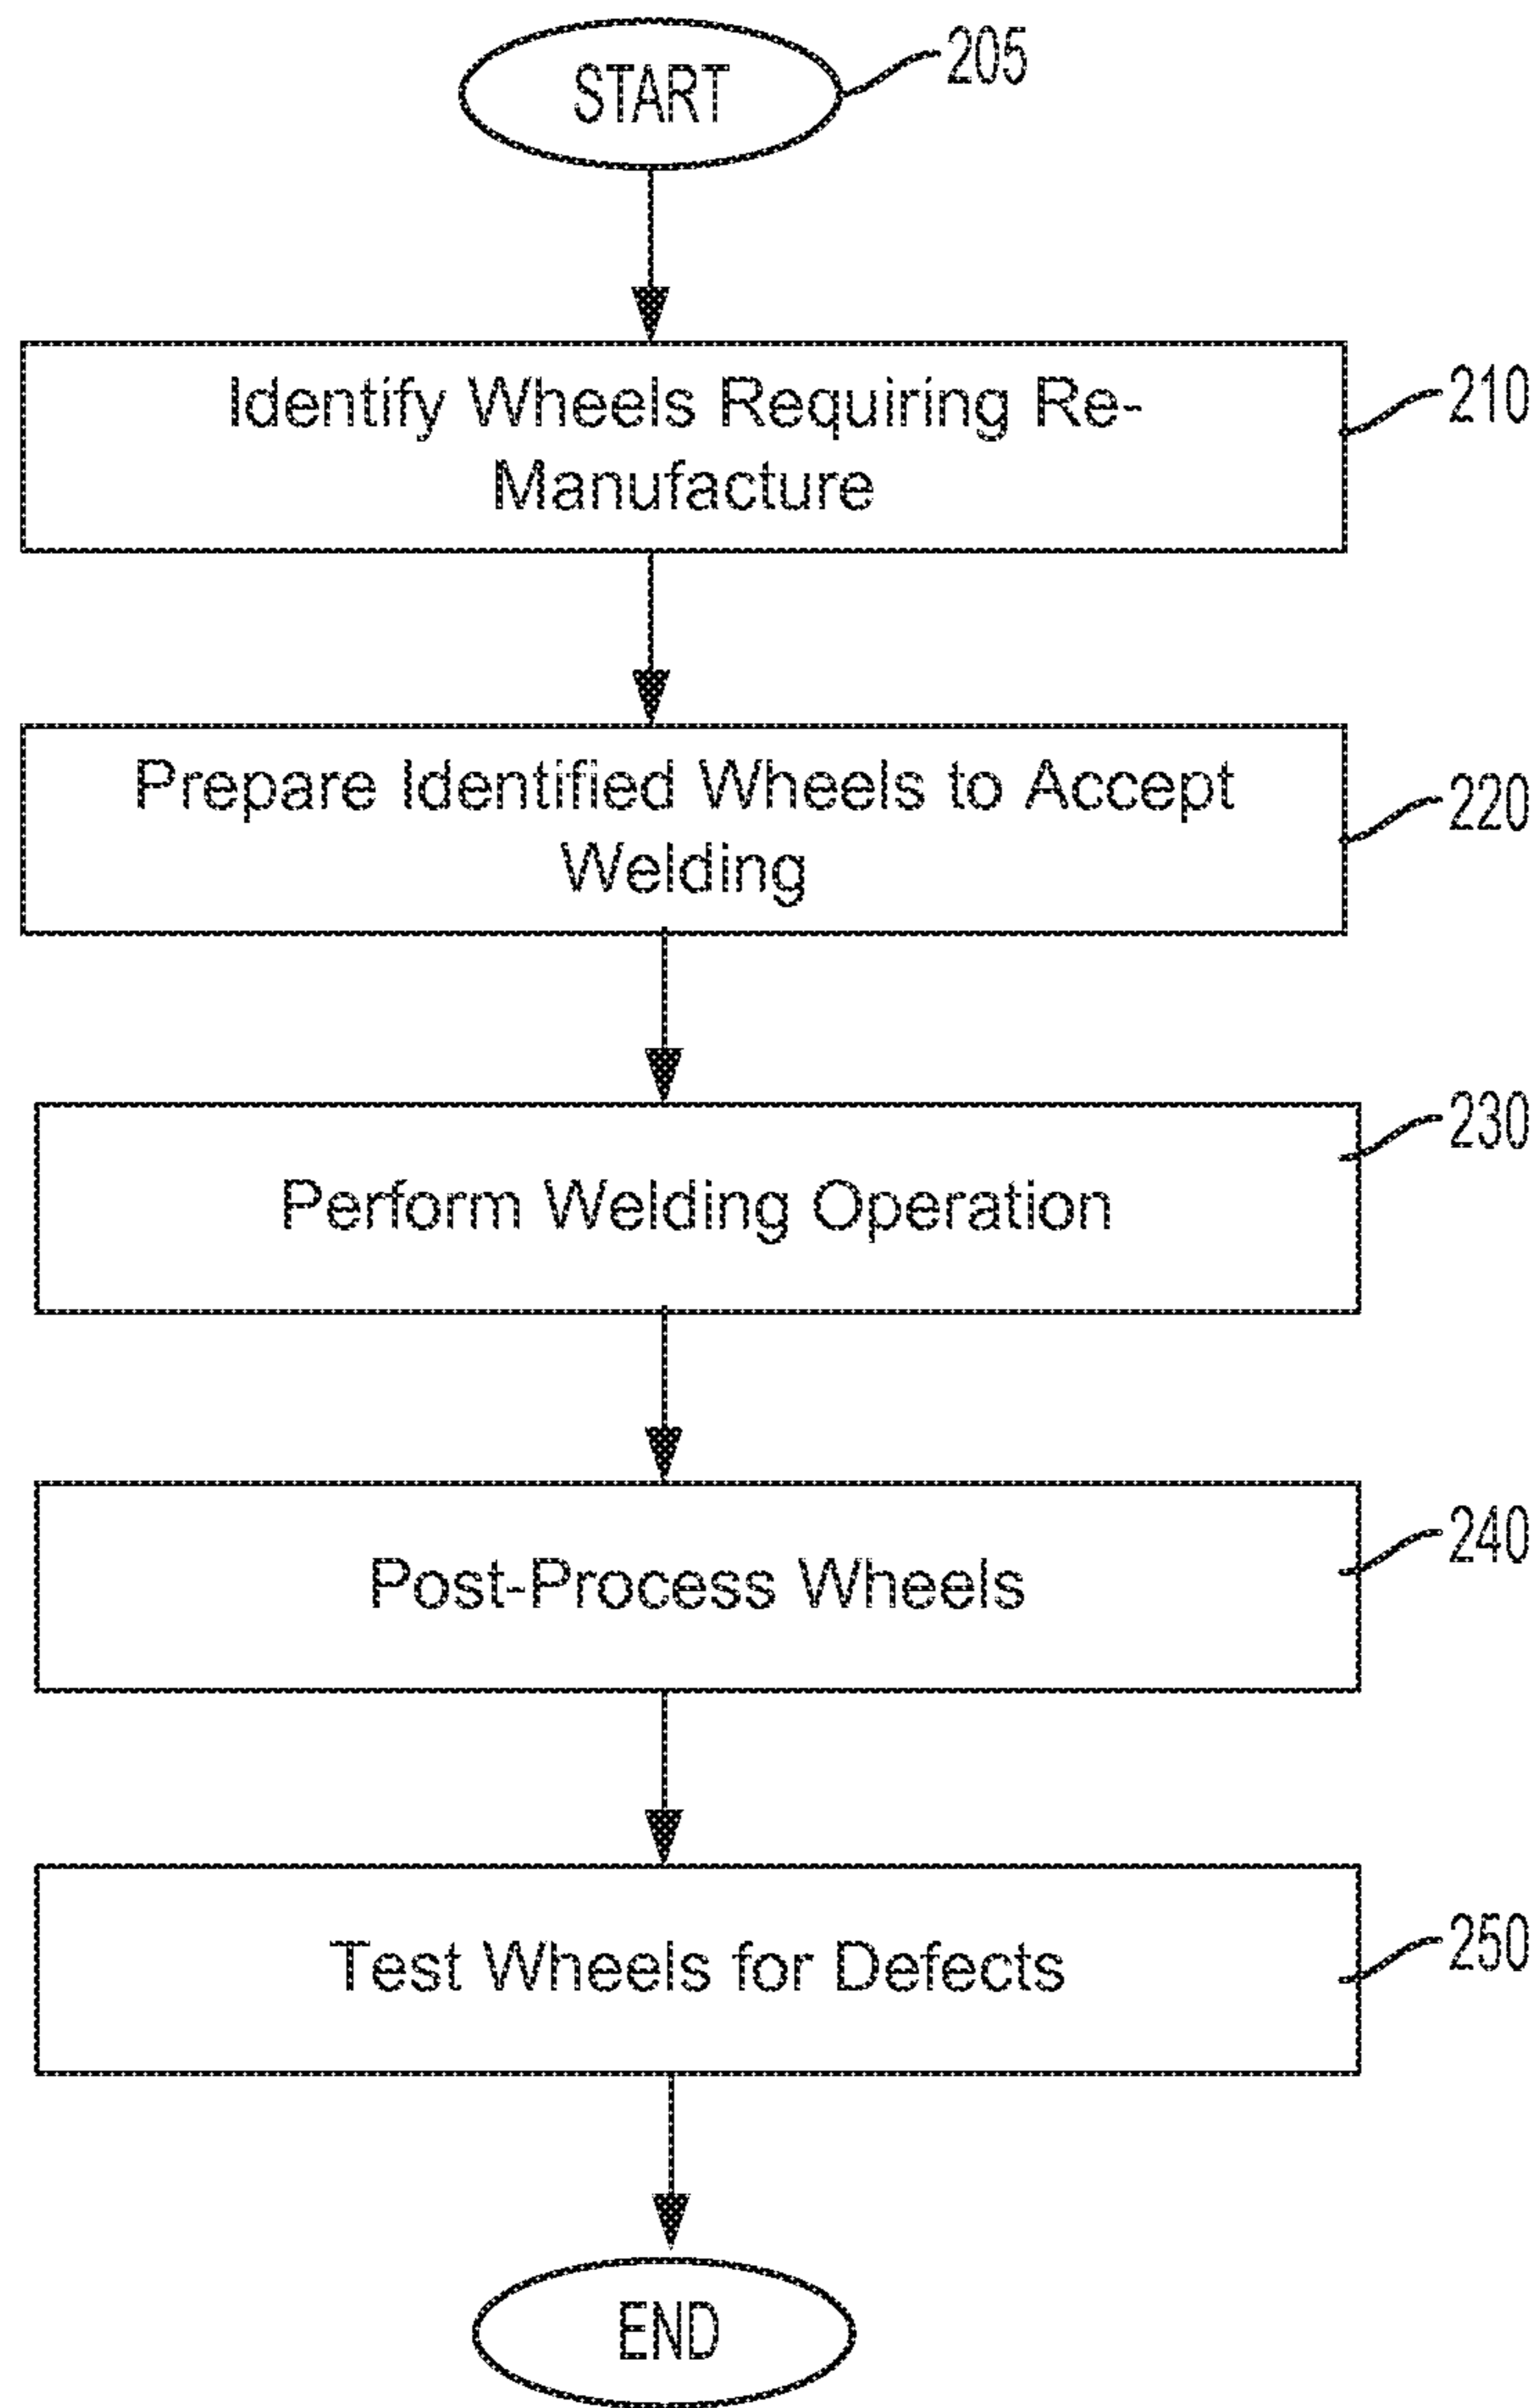 START
205
Identify Wheels Requiring Re-
Manufacture
210
Prepare Identified Wheels to Accept
Welding
220
230
Perform Welding Operation
Post-Process Wheels
240
Test Wheels for Defects
250
END